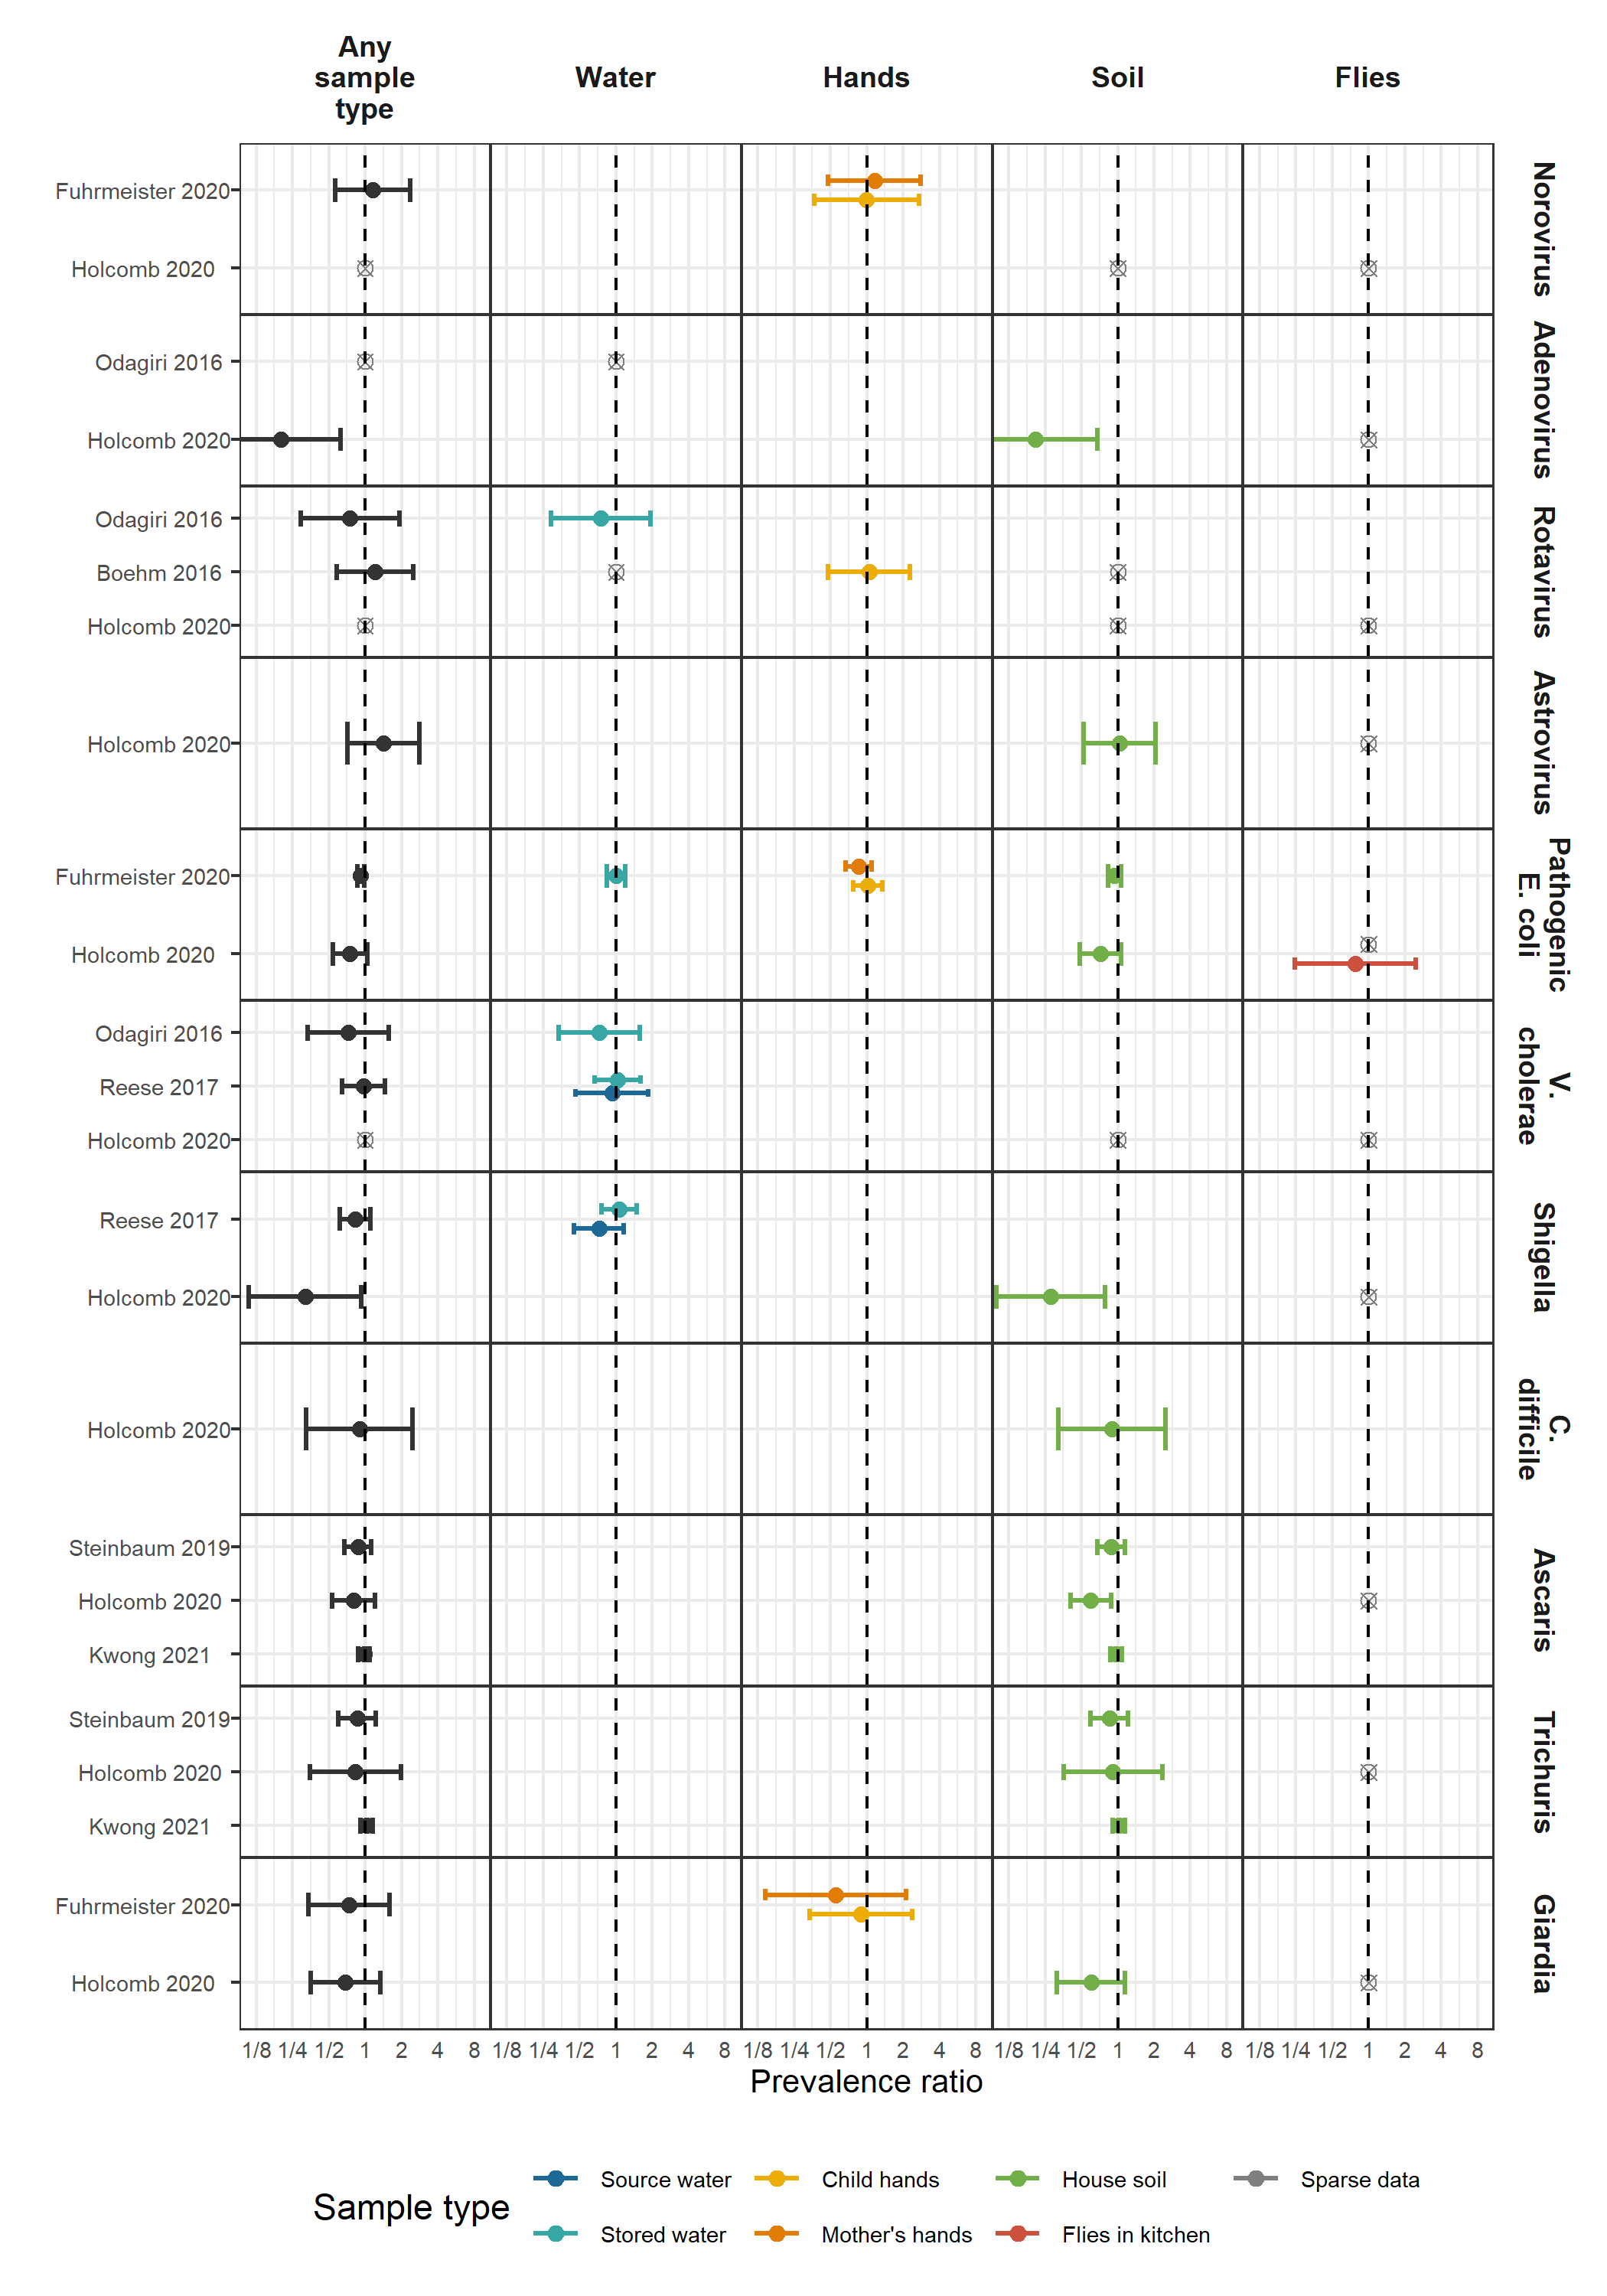 Any
sample
type
Water
Hands
Soil
Flies
Fuhrmeister 2020
Holcomb 2020
Norovirus
Odagiri 2016
Holcomb 2020
Adenovirus
Odagiri 2016
Boehm 2016
Holcomb 2020
Rotavirus
Holcomb 2020
Astrovirus
Fuhrmeister 2020
Holcomb 2020
Pathogenic
E. coli
Odagiri 2016
Reese 2017
Holcomb 2020
V.
cholerae
Reese 2017
Holcomb 2020
Shigella
Holcomb 2020
C.
difficile
Steinbaum 2019
Holcomb 2020
Kwong 2021
Ascaris
Steinbaum 2019
Holcomb 2020
Kwong 2021
Trichuris
Fuhrmeister 2020
Holcomb 2020
Giardia
1/8 1/4 1/2 1 2 4 8 1/8 1/4 1/2 1 2 4 8 1/8 1/4 1/2 1 2 4 8 1/8 1/4 1/2 1 2 4 8 1/8 1/4 1/2 1 2 4 8
Prevalence ratio
Sample type
Source water
Child hands
House soil
Sparse data
Stored water
Mother's hands
Flies in kitchen